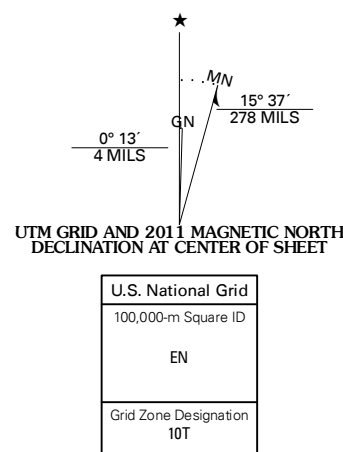 ★
MN
GN
15° 37´
278 MILS
0° 13´
4 MILS
UTM GRID AND 2011 MAGNETIC NORTH
DECLINATION AT CENTER OF SHEET
U.S. National Grid
100,000-m Square ID
EN
Grid Zone Designation
10T